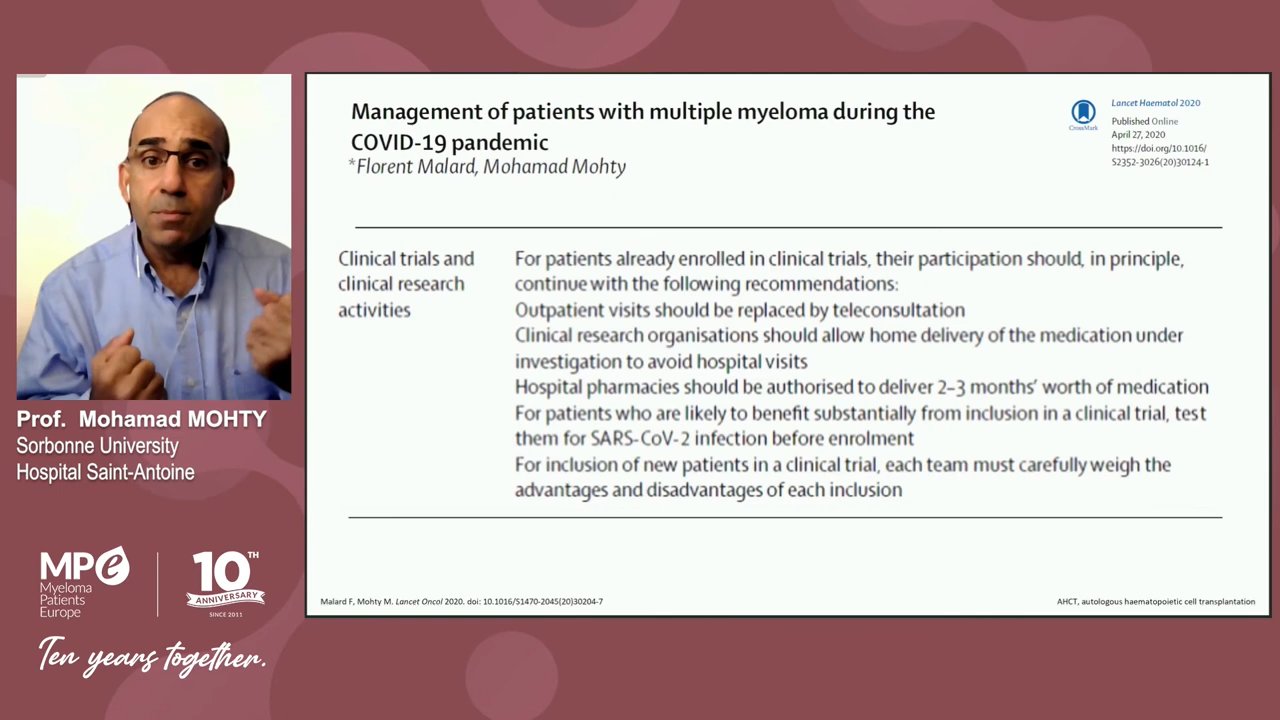 Management of patients with multiple myeloma during the
COVID-19 pandemic
*Florent Malard, Mohamad Mohty
CrossMark
Lancet Haematol 2020
Published Online
April 27, 2020
https://doi.org/10.1016/
S2352-3026(20)30124-1
Clinical trials and
clinical research
activities
For patients already enrolled in clinical trials, their participation should, in principle,
continue with the following recommendations:
Outpatient visits should be replaced by teleconsultation
Clinical research organisations should allow home delivery of the medication under
investigation to avoid hospital visits
Hospital pharmacies should be authorised to deliver 2–3 months' worth of medication
For patients who are likely to benefit substantially from inclusion in a clinical trial, test
them for SARS-CoV-2 infection before enrolment
For inclusion of new patients in a clinical trial, each team must carefully weigh the
advantages and disadvantages of each inclusion
Malard F, Mohty M. Lancet Oncol 2020. doi: 10.1016/S1470-2045(20)30204-7
AHCT, autologous haematopoietic cell transplantation
Prof. Mohamad MOHTY
Sorbonne University
Hospital Saint-Antoine
MPe
Myeloma
Patients
Europe
10TH
ANNIVERSARY
SINCE 2011
Ten years together.